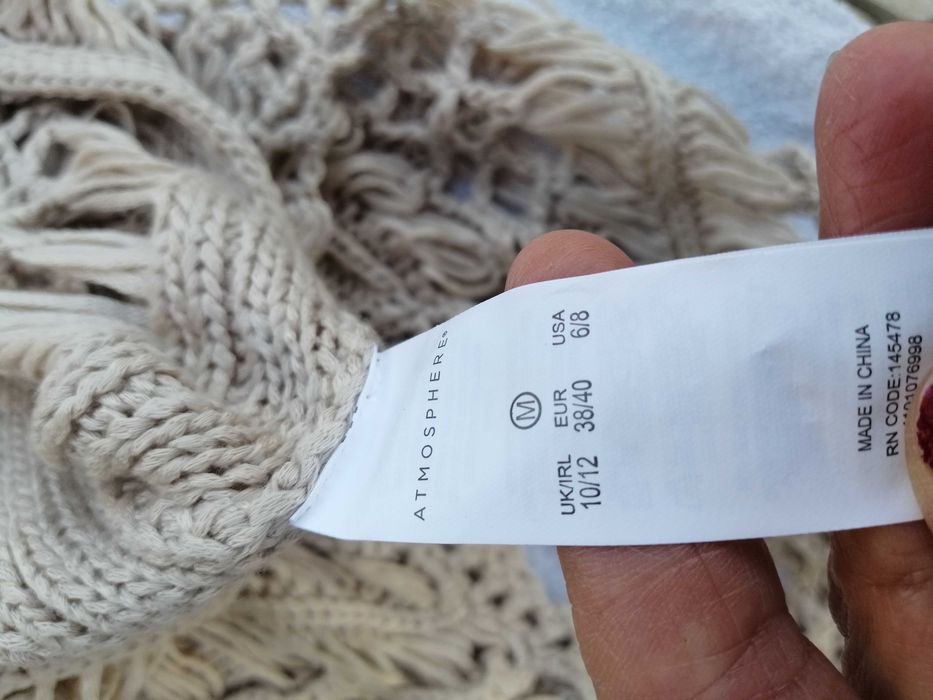 ATMOSPHERE®
M
UK/IRL EUR USA
10/12 38/40 6/8
MADE IN CHINA
RN CODE:145478